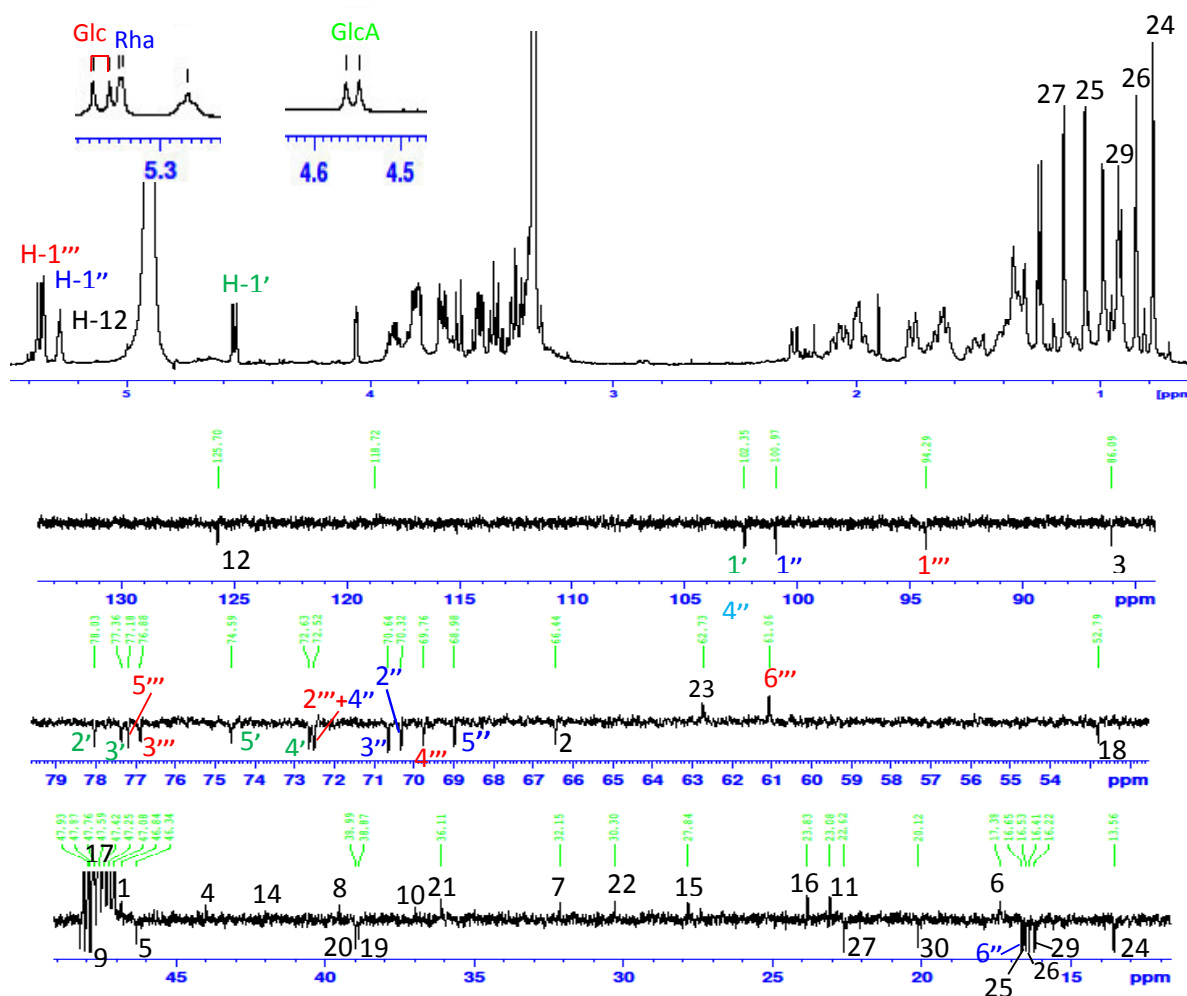 Glc Rha GlcA
24
27 25 26
29
5.3 4.6 4.5
H-1‴
H-1″ H-1′
H-12
5 4 3 2 1 [ppm]
125.70 118.72 102.35 100.97 94.29 86.09
12 1′ 1″ 1‴ 3
130 125 120 115 110 105 100 95 90 ppm
4″
78.03 77.36 77.18 76.88 74.59 72.63 72.52 70.64 70.32 69.76 68.98 66.44 62.73 61.06 52.79
5‴ 2‴+4″ 2″ 23 6‴
2′ 3′ 3‴ 5′ 4′ 3″ 4‴ 5″ 2 18
79 78 77 76 75 74 73 72 71 70 69 68 67 66 65 64 63 62 61 60 59 58 57 56 55 54 ppm
47.93 47.76 47.59 47.42 47.25 47.08 46.84 46.34 38.99 38.87 36.11 32.15 30.30 27.84 23.83 23.08 22.62 20.12 17.38 16.65 16.53 16.41 16.22 13.56
17 1 4 14 8 10 21 7 22 15 16 11 6
9 5 20 19 27 30 6″ 25 26 29 24
45 40 35 30 25 20 15 ppm